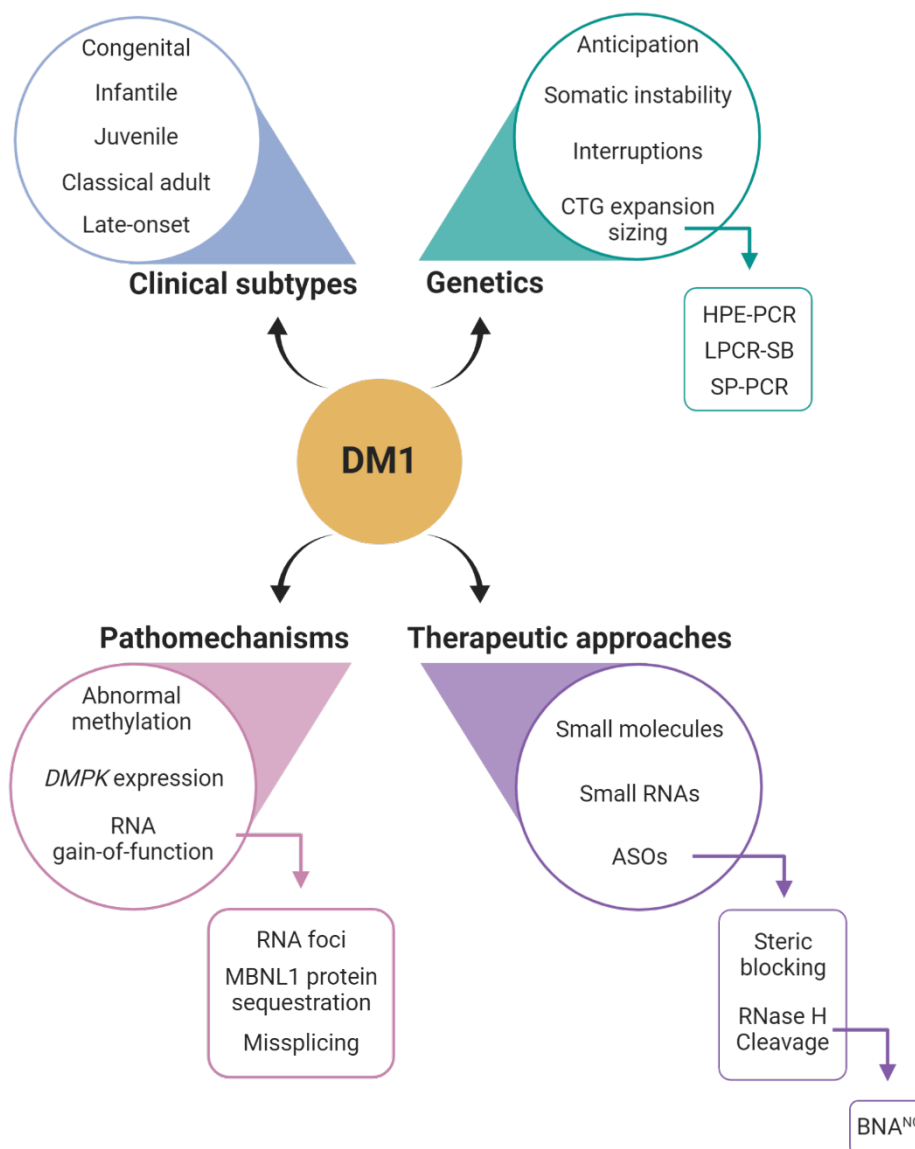 Congenital
Infantile
Juvenile
Classical adult
Late-onset
Clinical subtypes
Anticipation
Somatic instability
Interruptions
CTG expansion
sizing
Genetics
HPE-PCR
LPCR-SB
SP-PCR
DM1
Pathomechanisms
Abnormal
methylation
DMPK expression
RNA
gain-of-function
RNA foci
MBNL1 protein
sequestration
Missplicing
Therapeutic approaches
Small molecules
Small RNAs
ASOs
Steric
blocking
RNase H
Cleavage